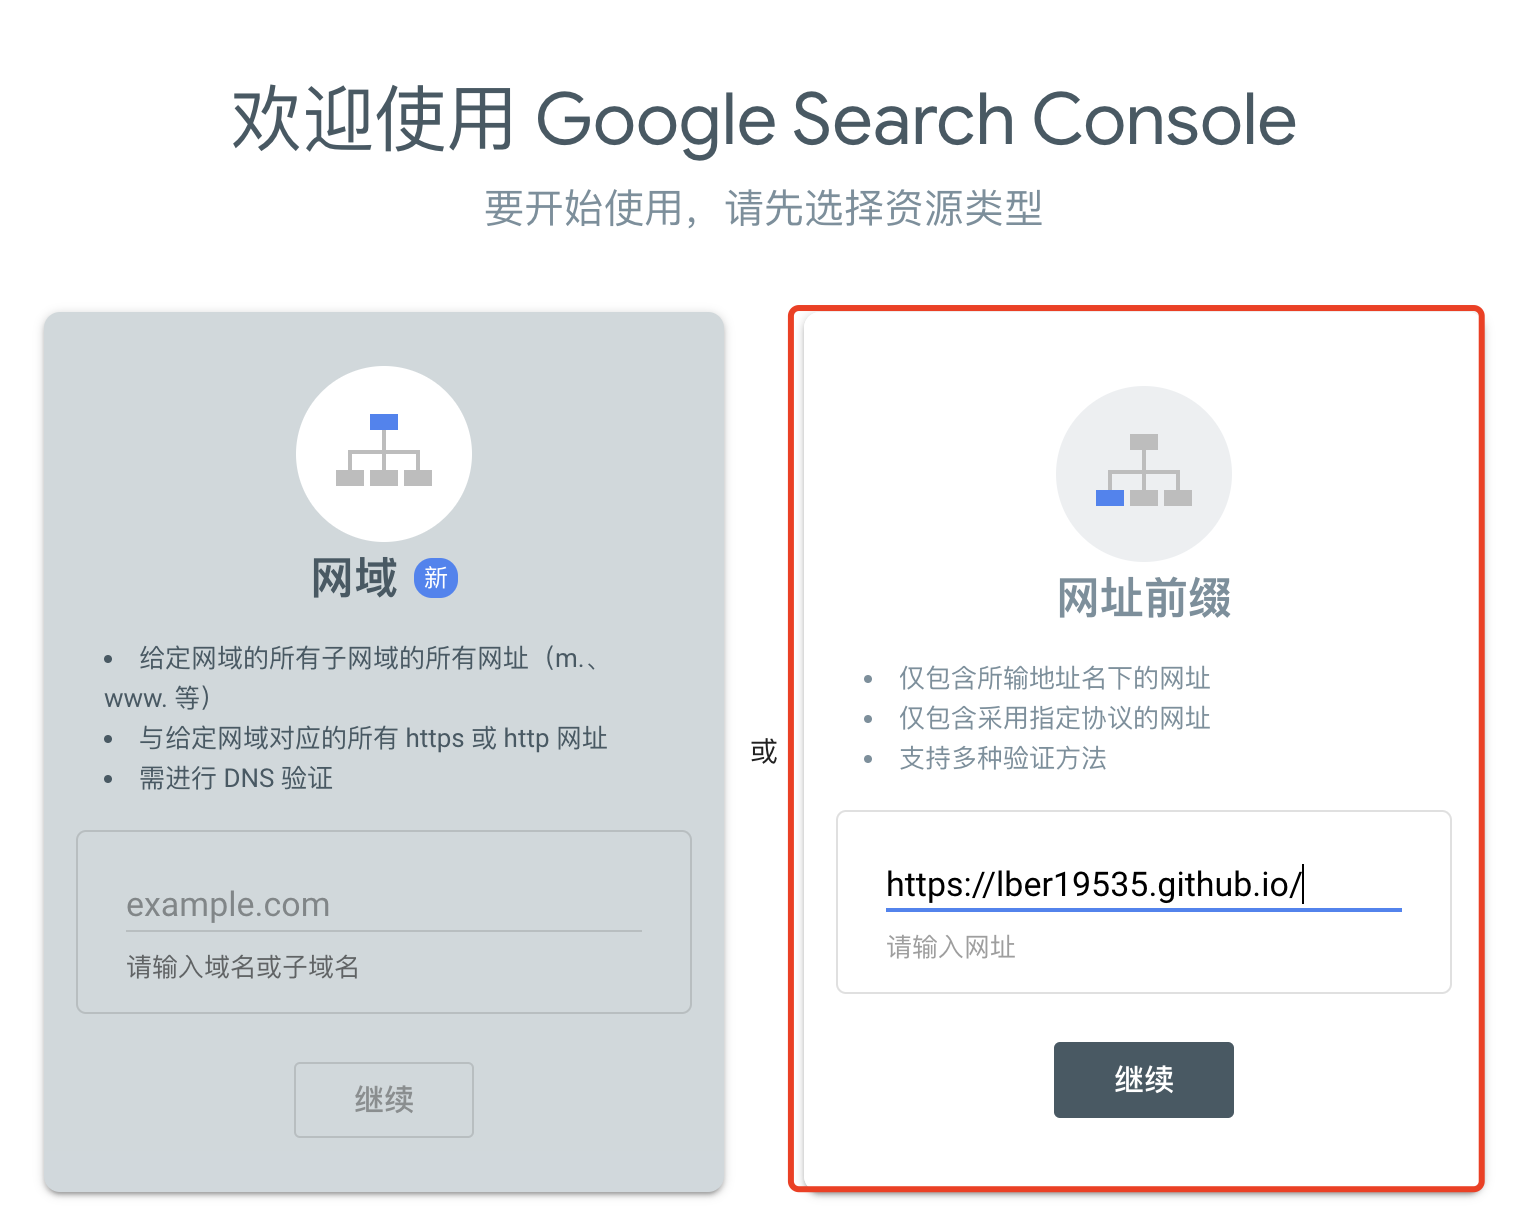 欢迎使用 Google Search Console
要开始使用，请先选择资源类型
网域 新
• 给定网域的所有子网域的所有网址（m.、
www. 等）
• 与给定网域对应的所有 https 或 http 网址
• 需进行 DNS 验证
example.com
请输入域名或子域名
继续
或
网址前缀
• 仅包含所输地址名下的网址
• 仅包含采用指定协议的网址
• 支持多种验证方法
https://lber19535.github.io/
请输入网址
继续